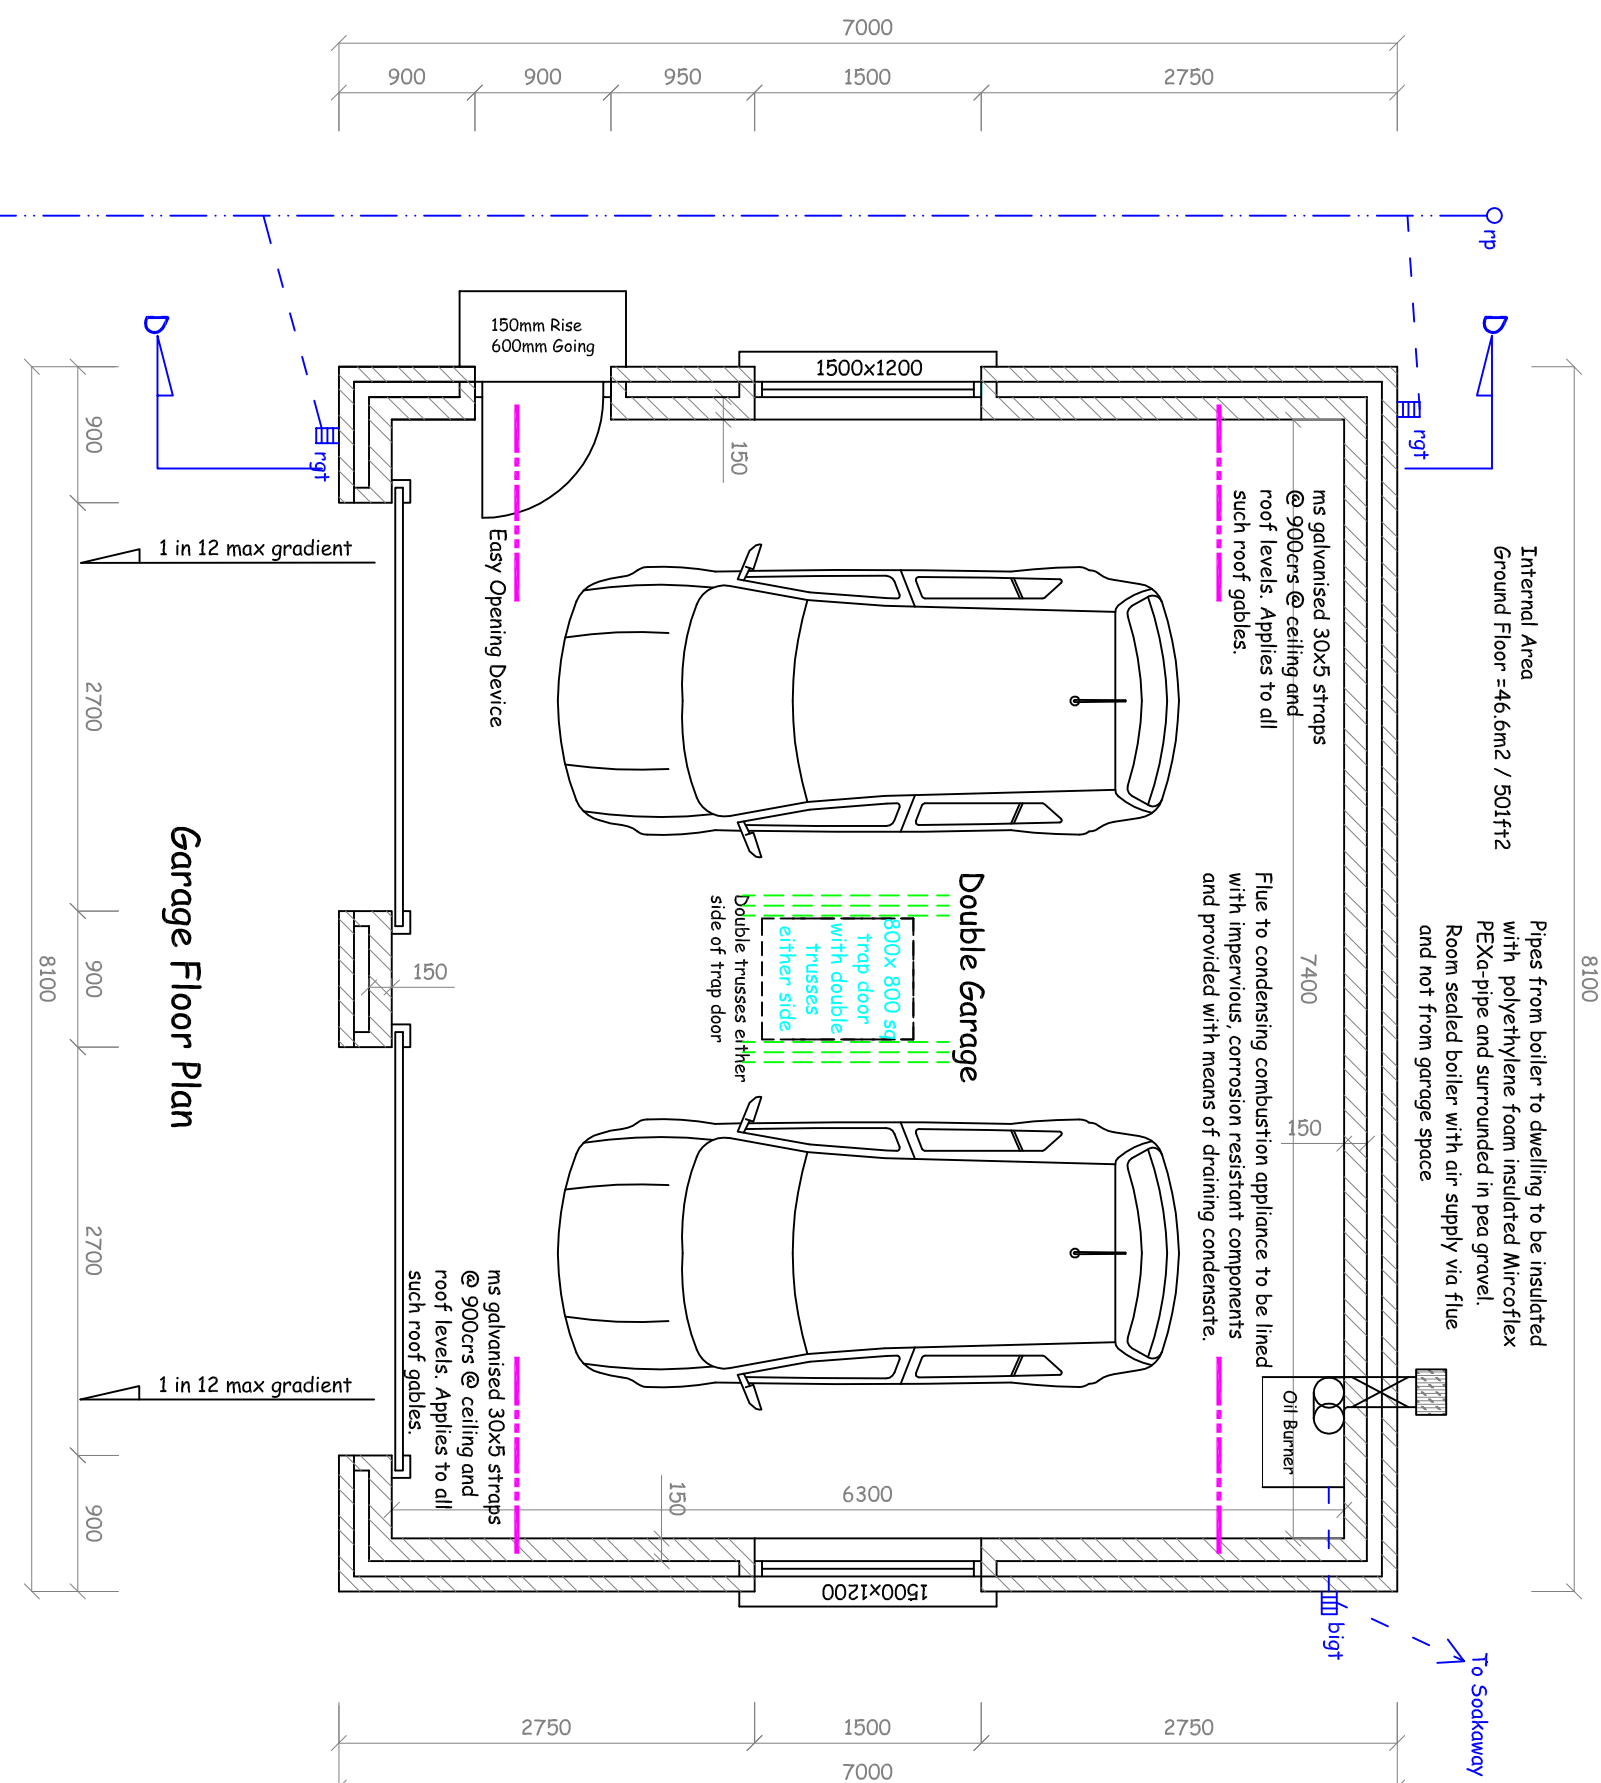 7000
900
900
950
1500
2750
rp
rgt
rgt
150mm Rise
600mm Going
1500x1200
150
8100
900
2700
900
2700
900
8100
1 in 12 max gradient
1 in 12 max gradient
Easy Opening Device
ms galvanised 30x5 straps
@ 900crs @ ceiling and
roof levels. Applies to all
such roof gables.
Internal Area
Ground Floor =46.6m2 / 501ft2
Garage Floor Plan
Double Garage
800x 800 sq
trap door
with double
trusses
either side
Double trusses either
side of trap door
150
7400
150
Flue to condensing combustion appliance to be lined
with impervious, corrosion resistant components
and provided with means of draining condensate.
Pipes from boiler to dwelling to be insulated
with polyethylene foam insulated Mircoflex
PEXa-pipe and surrounded in pea gravel.
Room sealed boiler with air supply via flue
and not from garage space
ms galvanised 30x5 straps
@ 900crs @ ceiling and
roof levels. Applies to all
such roof gables.
Oil Burner
6300
150
1500x1200
bigt
To Soakaway
2750
1500
2750
7000